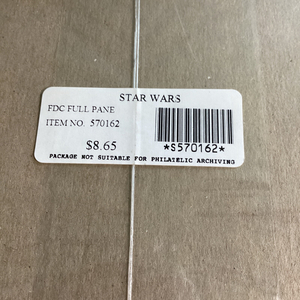 STAR WARS
FDC FULL PANE
ITEM NO. 570162
$8.65
*S570162*
PACKAGE NOT SUITABLE FOR PHILATELIC ARCHIVING